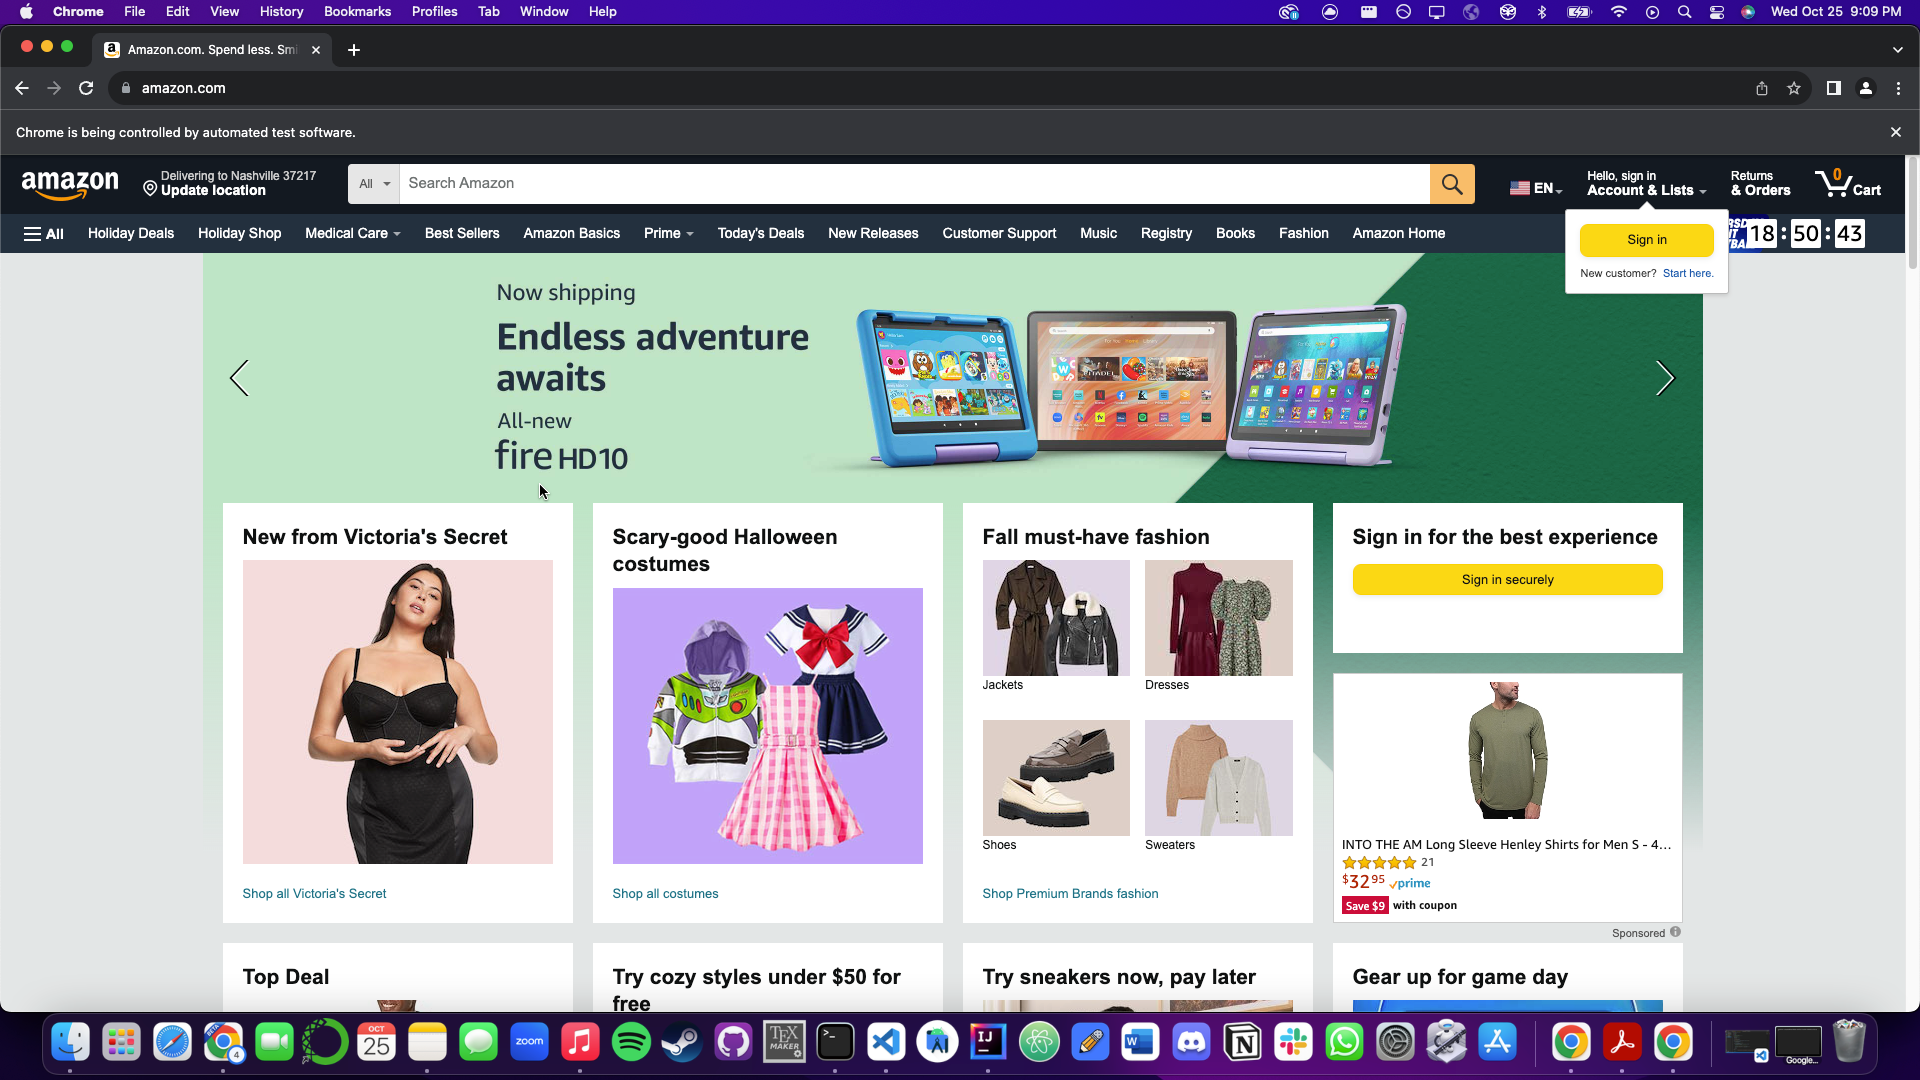 Chrome File Edit View History Bookmarks Profiles Tab Window Help
Wed Oct 25 9:09 PM
Amazon.com. Spend less. Smi
amazon.com
Chrome is being controlled by automated test software.
amazon
Delivering to Nashville 37217
Update location
All
Search Amazon
EN
Hello, sign in
Account & Lists
Returns
& Orders
0
Cart
All Holiday Deals Holiday Shop Medical Care Best Sellers Amazon Basics Prime Today's Deals New Releases Customer Support Music Registry Books Fashion Amazon Home
18 : 50 : 43
Sign in
New customer? Start here.
Now shipping
Endless adventure
awaits
All-new
fire HD10
New from Victoria's Secret
Shop all Victoria's Secret
Scary-good Halloween
costumes
Shop all costumes
Fall must-have fashion
Jackets
Dresses
Shoes
Sweaters
Shop Premium Brands fashion
Sign in for the best experience
Sign in securely
INTO THE AM Long Sleeve Henley Shirts for Men S - 4...
21
$32 95 prime
Save $9 with coupon
Sponsored
Top Deal
Try cozy styles under $50 for
free
Try sneakers now, pay later
Gear up for game day
4
OCT
25
zoom
TEX
MAKER
IJ
W
Google...